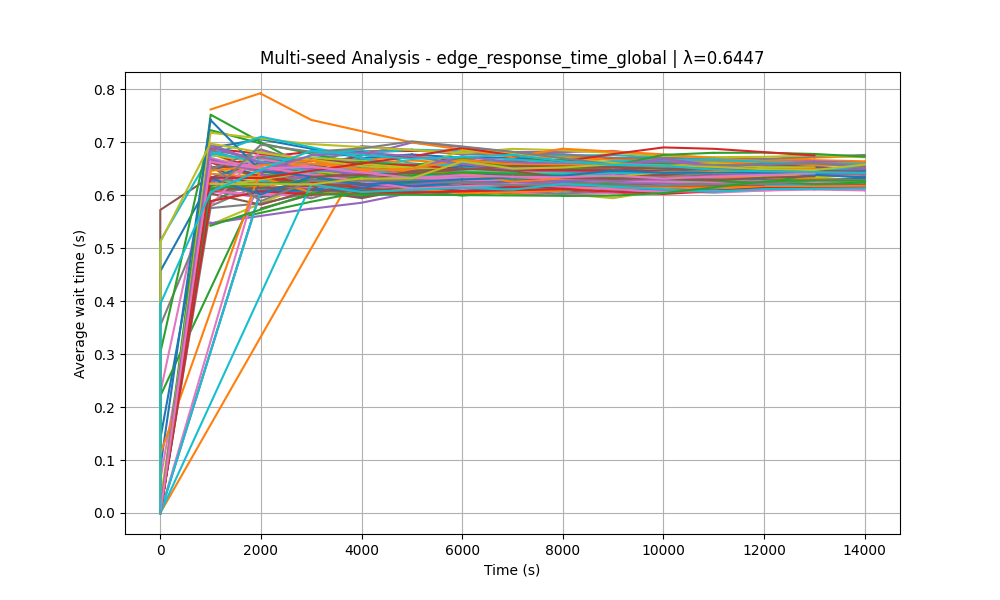 Multi-seed Analysis - edge_response_time_global | λ=0.6447
0.8
0.7
0.6
0.5
0.4
0.3
0.2
0.1
0.0
Average wait time (s)
0 2000 4000 6000 8000 10000 12000 14000
Time (s)